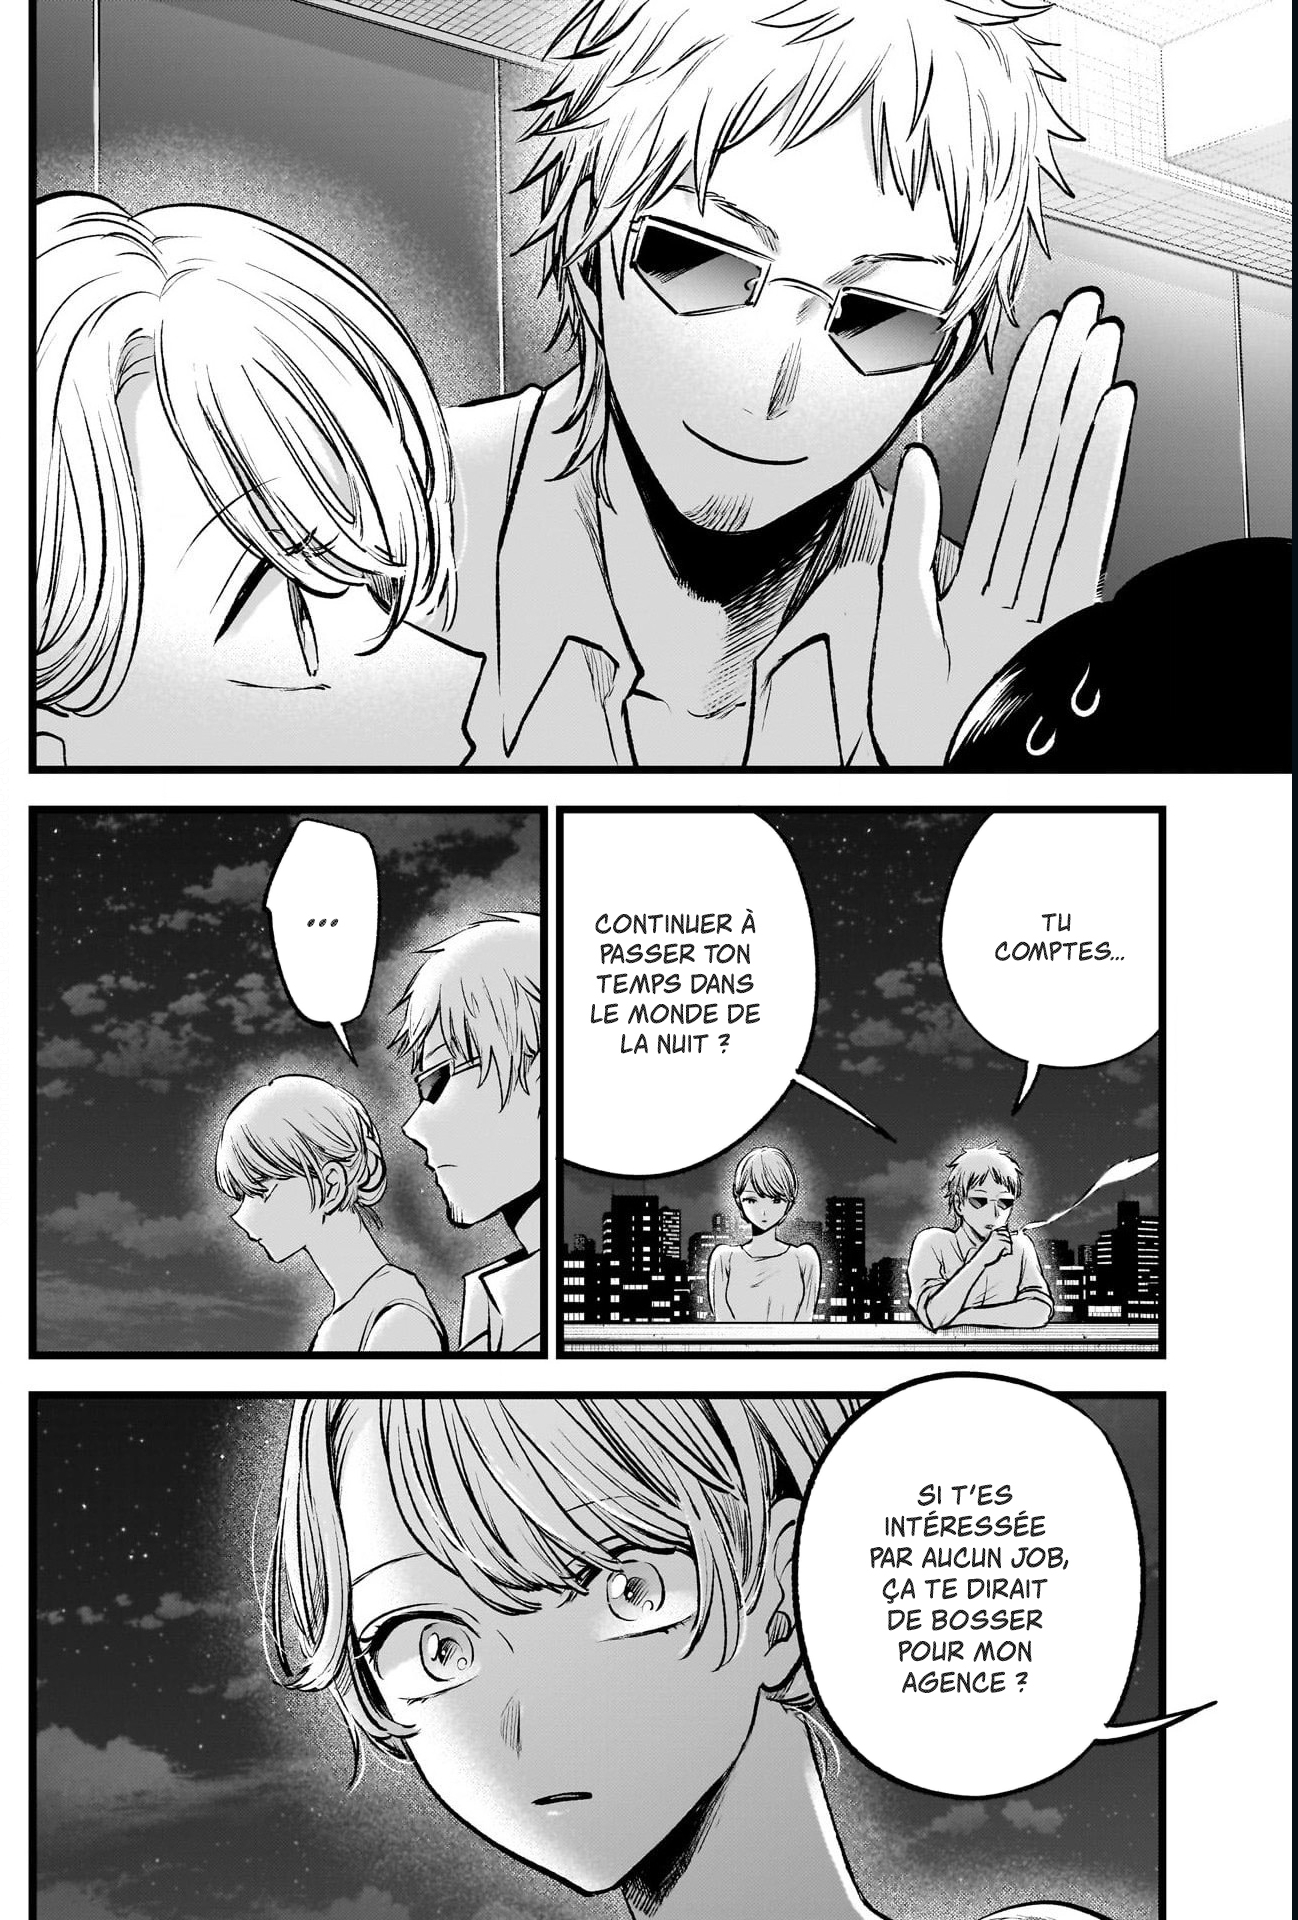 TU
COMPTES...
CONTINUER À
PASSER TON
TEMPS DANS
LE MONDE DE
LA NUIT ?
...
SI T'ES
INTÉRESSÉE
PAR AUCUN JOB,
ÇA TE DIRAIT
DE BOSSER
POUR MON
AGENCE ?